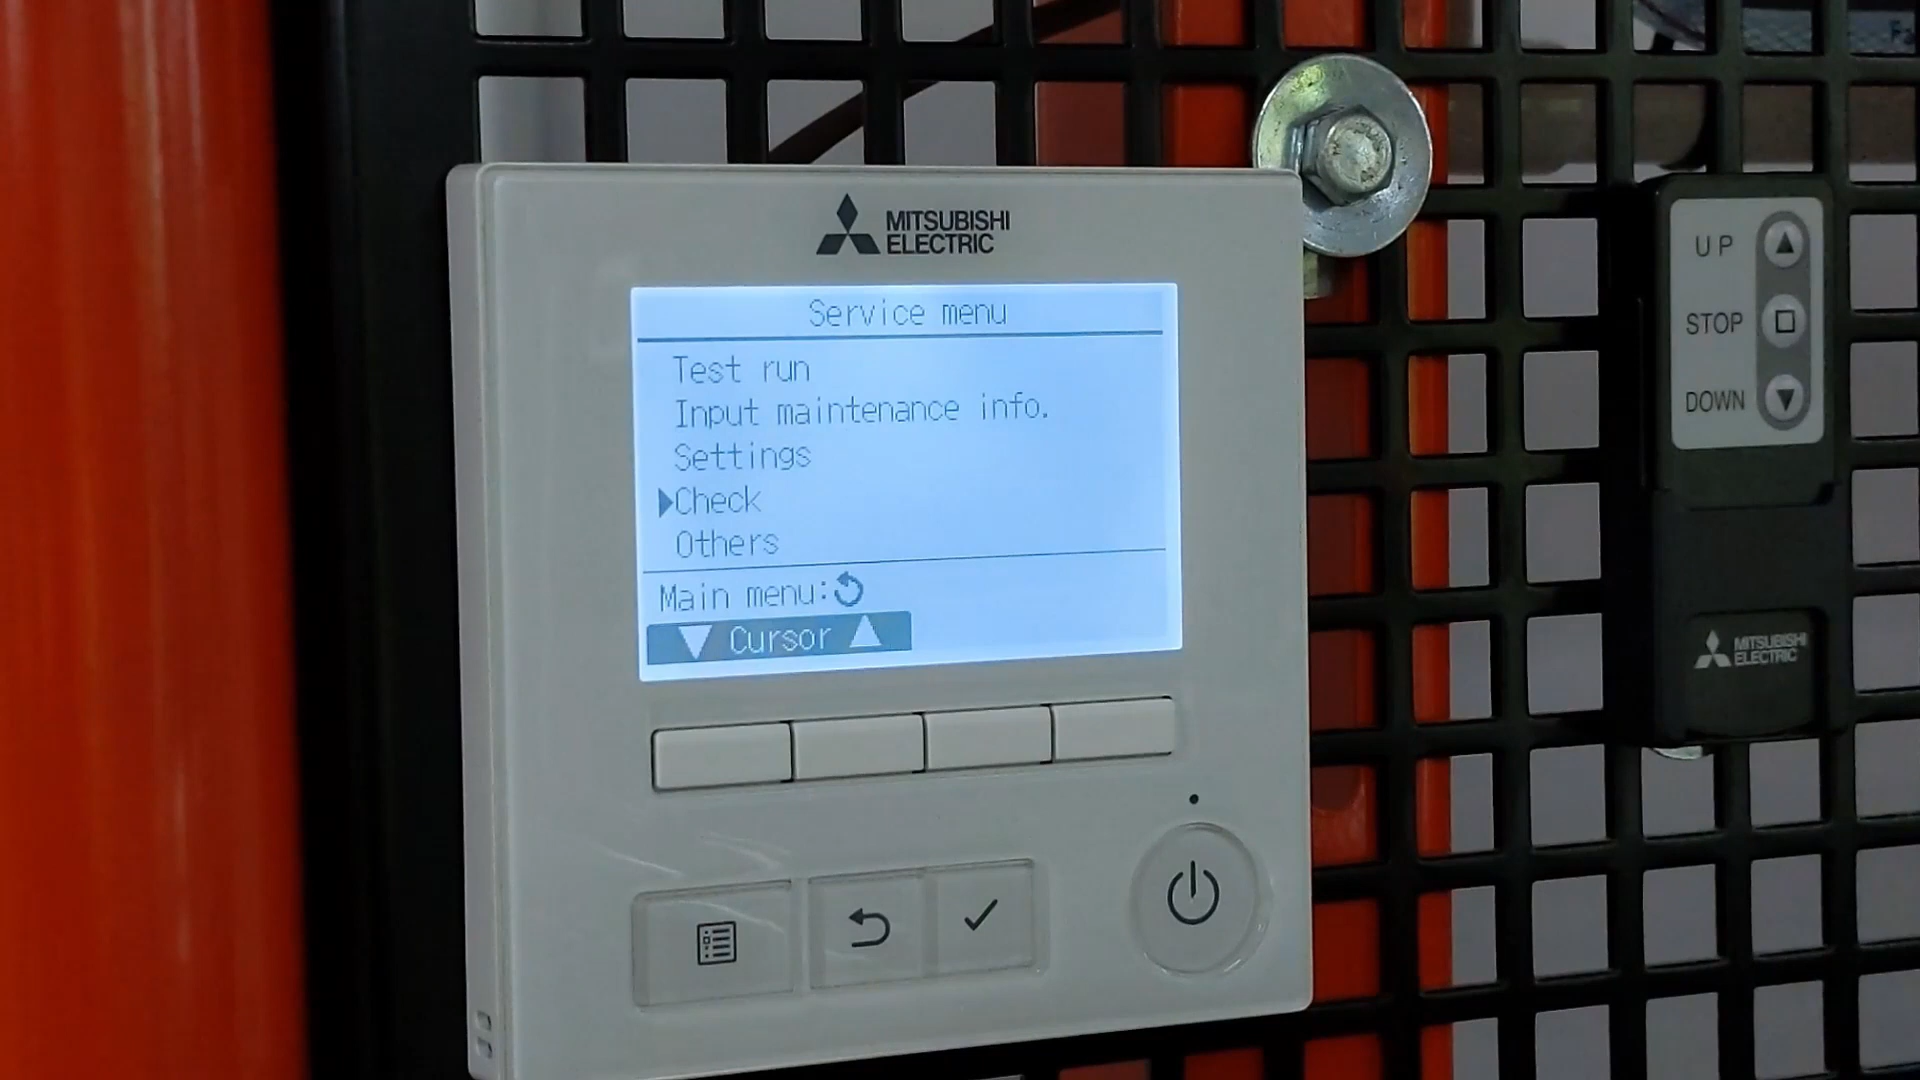 MITSUBISHI
ELECTRIC
Service menu
Test run
Input maintenance info.
Settings
Check
Others
Main menu:
Cursor
UP
STOP
DOWN
MITSUBISHI
ELECTRIC